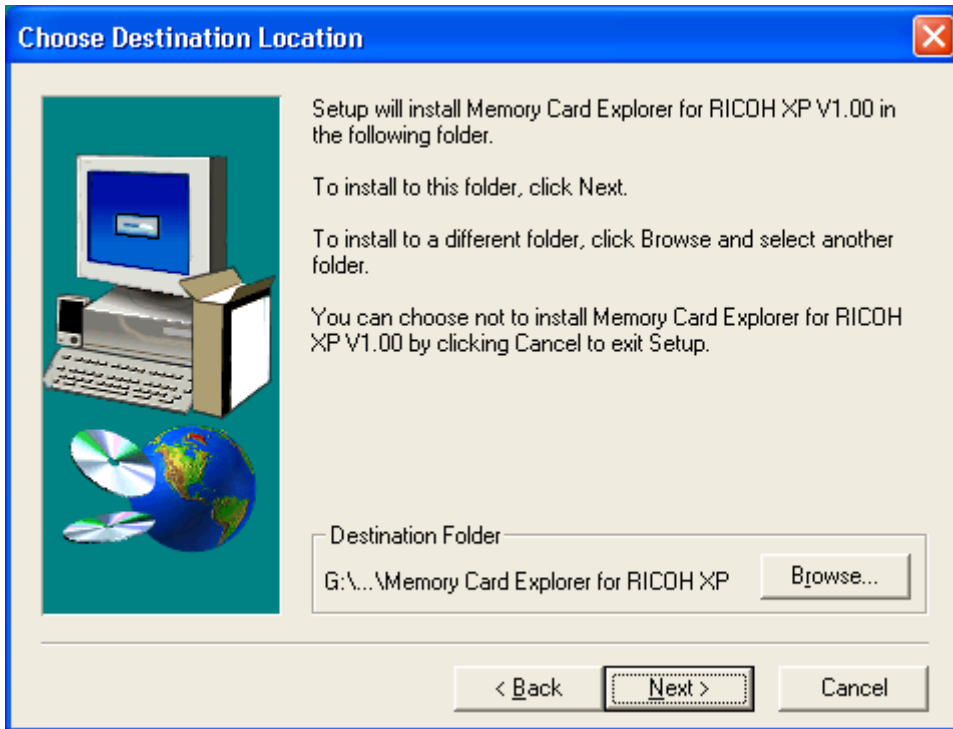 Choose Destination Location
Setup will install Memory Card Explorer for RICOH XP V1.00 in
the following folder.
To install to this folder, click Next.
To install to a different folder, click Browse and select another
folder.
You can choose not to install Memory Card Explorer for RICOH
XP V1.00 by clicking Cancel to exit Setup.
Destination Folder
G:\...\Memory Card Explorer for RICOH XP
Browse...
< Back
Next >
Cancel